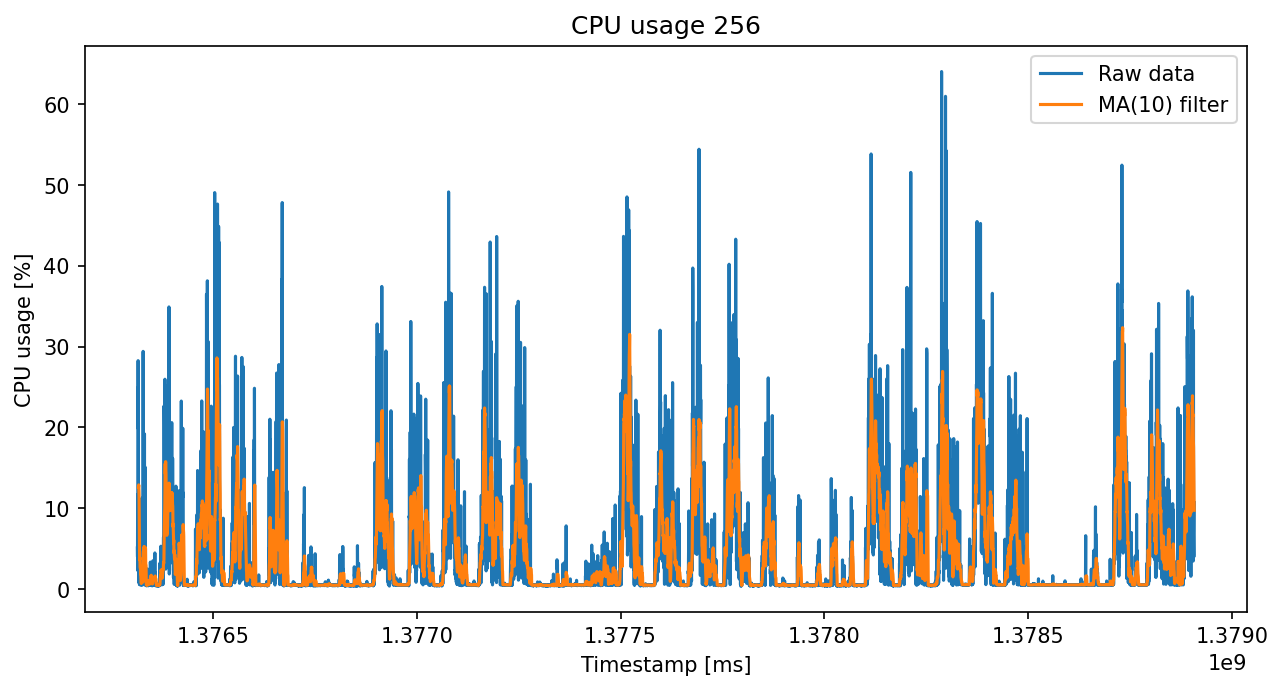 CPU usage 256
Raw data
MA(10) filter
CPU usage [%]
60
50
40
30
20
10
0
1.3765 1.3770 1.3775 1.3780 1.3785 1.3790
1e9
Timestamp [ms]